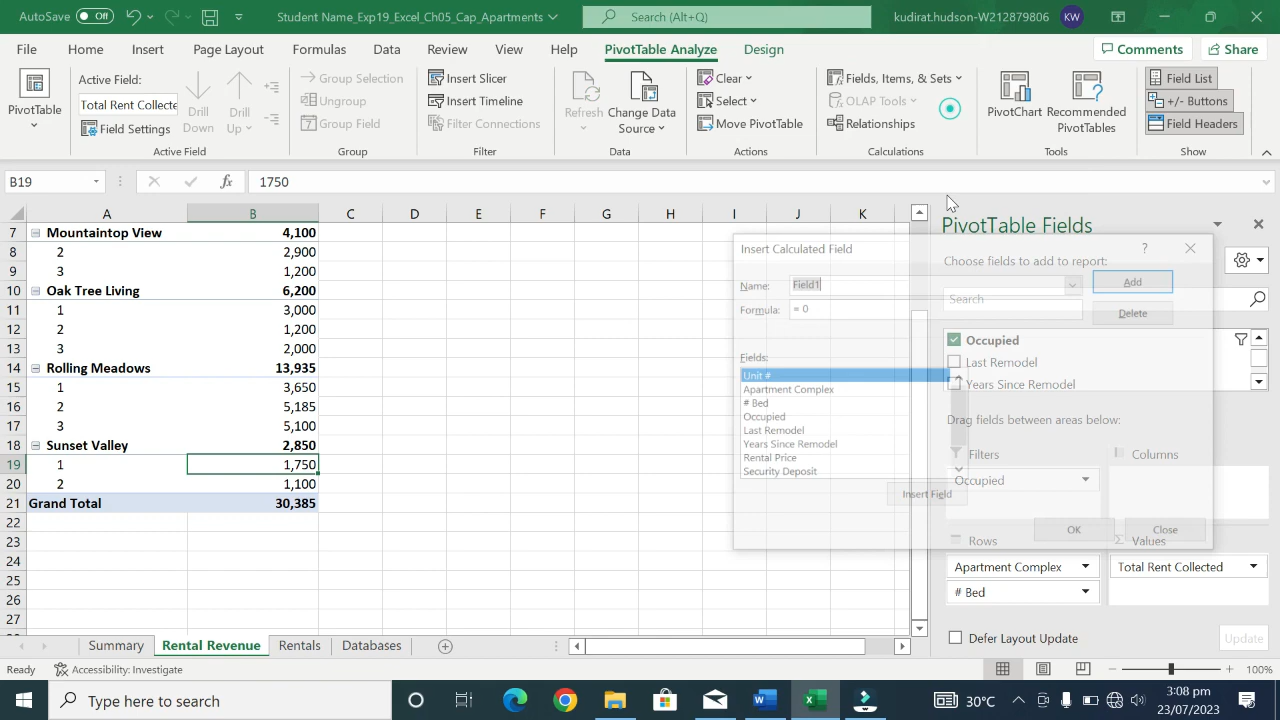 AutoSave Off Student Name_Exp19_Excel_Ch05_Cap_Apartments Search (Alt+Q) kudirat.hudson-W212879806 KW
File Home Insert Page Layout Formulas Data Review View Help PivotTable Analyze Design Comments Share
PivotTable
Active Field:
Total Rent Collecte
Field Settings
Drill Down
Drill Up
Active Field
Group Selection
Ungroup
Group Field
Group
Insert Slicer
Insert Timeline
Filter Connections
Filter
Refresh
Change Data Source
Data
Clear
Select
Move PivotTable
Actions
Fields, Items, & Sets
OLAP Tools
Relationships
Calculations
PivotChart
Recommended PivotTables
Tools
Field List
+/- Buttons
Field Headers
Show
B19 fx 1750
A B C D E F G H I J K
7 Mountaintop View 4,100
8 2 2,900
9 3 1,200
10 Oak Tree Living 6,200
11 1 3,000
12 2 1,200
13 3 2,000
14 Rolling Meadows 13,935
15 1 3,650
16 2 5,185
17 3 5,100
18 Sunset Valley 2,850
19 1 1,750
20 2 1,100
21 Grand Total 30,385
22
23
24
25
26
27
Insert Calculated Field ?
Name: Field1 Add
Formula: = 0 Delete
Fields:
Unit #
Apartment Complex
# Bed
Occupied
Last Remodel
Years Since Remodel
Rental Price
Security Deposit
Insert Field
OK Close
PivotTable Fields
Choose fields to add to report:
Search
Occupied
Last Remodel
Years Since Remodel
Drag fields between areas below:
Filters
Columns
Occupied
Rows
Σ Values
Apartment Complex
Total Rent Collected
# Bed
Defer Layout Update Update
Summary Rental Revenue Rentals Databases
Ready Accessibility: Investigate 100%
Type here to search 30°C 3:08 pm
23/07/2023